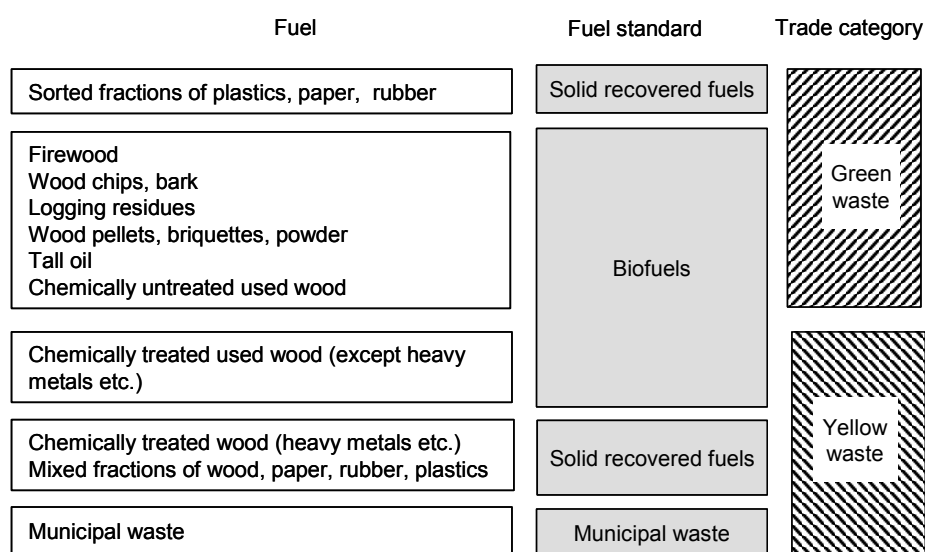 Fuel
Fuel standard
Trade category
Sorted fractions of plastics, paper, rubber
Solid recovered fuels
Firewood
Wood chips, bark
Logging residues
Wood pellets, briquettes, powder
Tall oil
Chemically untreated used wood
Biofuels
Green
waste
Chemically treated used wood (except heavy
metals etc.)
Chemically treated wood (heavy metals etc.)
Mixed fractions of wood, paper, rubber, plastics
Solid recovered fuels
Yellow
waste
Municipal waste
Municipal waste